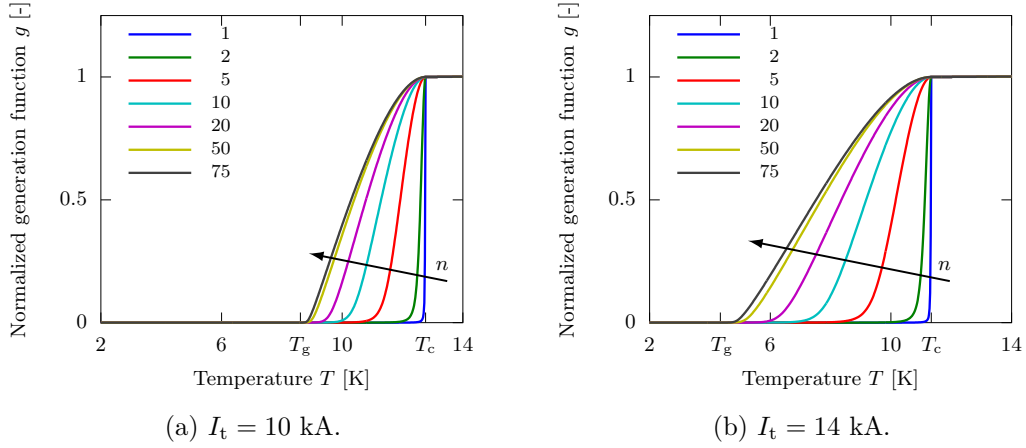 Normalized generation function g [-]
1
0.5
0
1
2
5
10
20
50
75
n
2
6
T_g
10
T_c
14
Temperature T [K]
(a) I_t = 10 kA.
Normalized generation function g [-]
1
0.5
0
1
2
5
10
20
50
75
n
2
T_g
6
10
T_c
14
Temperature T [K]
(b) I_t = 14 kA.